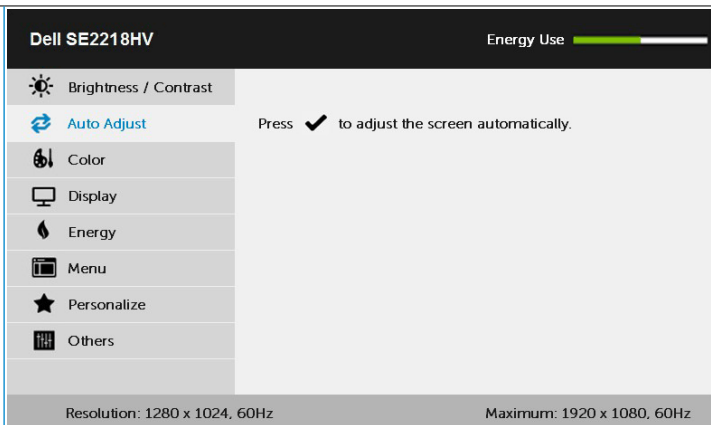 Dell SE2218HV Energy Use
Brightness / Contrast
Auto Adjust Press ✔ to adjust the screen automatically.
Color
Display
Energy
Menu
Personalize
Others
Resolution: 1280 x 1024, 60Hz Maximum: 1920 x 1080, 60Hz